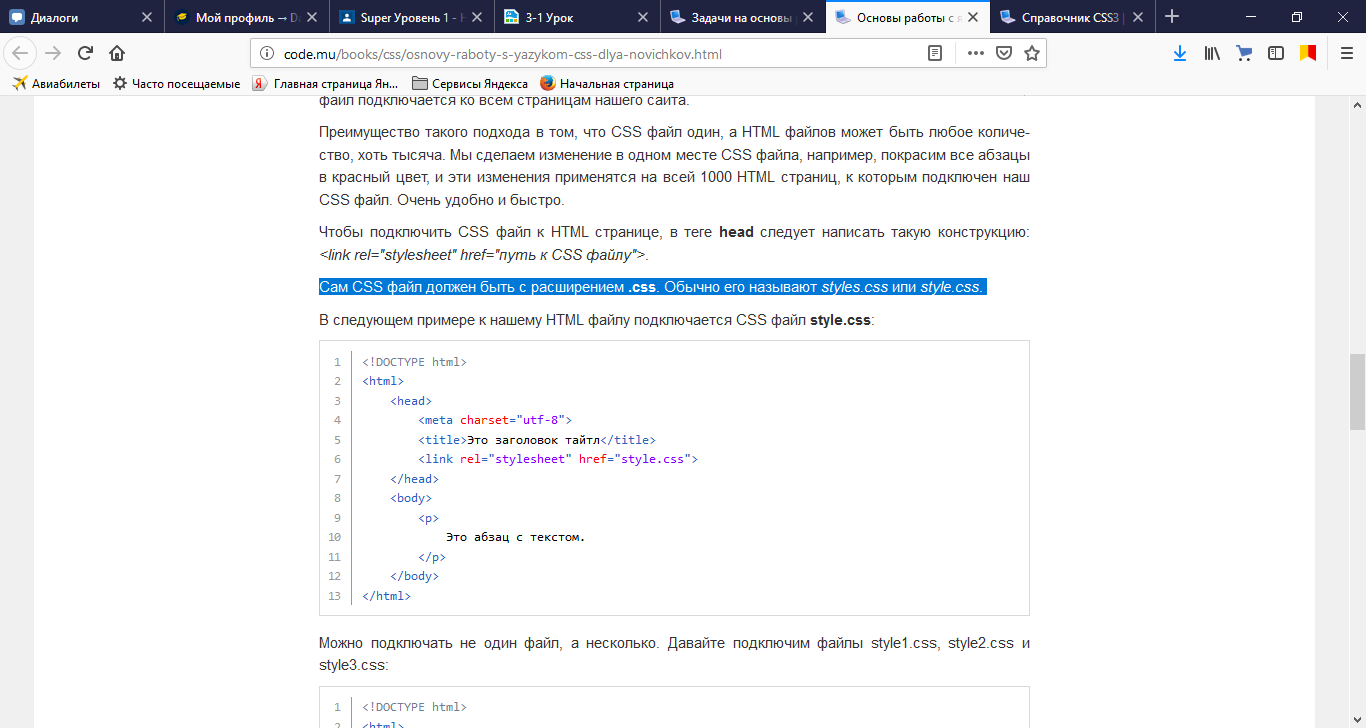 Диалоги
Мой профиль → D
Super Уровень 1 - H
3-1 Урок
Задачи на основы
Основы работы с я
Справочник CSS3 |
code.mu/books/css/osnovy-raboty-s-yazykom-css-dlya-novichkov.html
Авиабилеты
Часто посещаемые
Главная страница Ян...
Сервисы Яндекса
Начальная страница
файл подключается ко всем страницам нашего сайта.
Преимущество такого подхода в том, что CSS файл один, а HTML файлов может быть любое количе-
ство, хоть тысяча. Мы сделаем изменение в одном месте CSS файла, например, покрасим все абзацы
в красный цвет, и эти изменения применятся на всей 1000 HTML страниц, к которым подключен наш
CSS файл. Очень удобно и быстро.
Чтобы подключить CSS файл к HTML странице, в теге head следует написать такую конструкцию:
<link rel="stylesheet" href="путь к CSS файлу">.
Сам CSS файл должен быть с расширением .css. Обычно его называют styles.css или style.css.
В следующем примере к нашему HTML файлу подключается CSS файл style.css:
1 <!DOCTYPE html>
2 <html>
3 <head>
4 <meta charset="utf-8">
5 <title>Это заголовок тайтл</title>
6 <link rel="stylesheet" href="style.css">
7 </head>
8 <body>
9 <p>
10 Это абзац с текстом.
11 </p>
12 </body>
13 </html>
Можно подключать не один файл, а несколько. Давайте подключим файлы style1.css, style2.css и
style3.css:
1 <!DOCTYPE html>
2 <html>